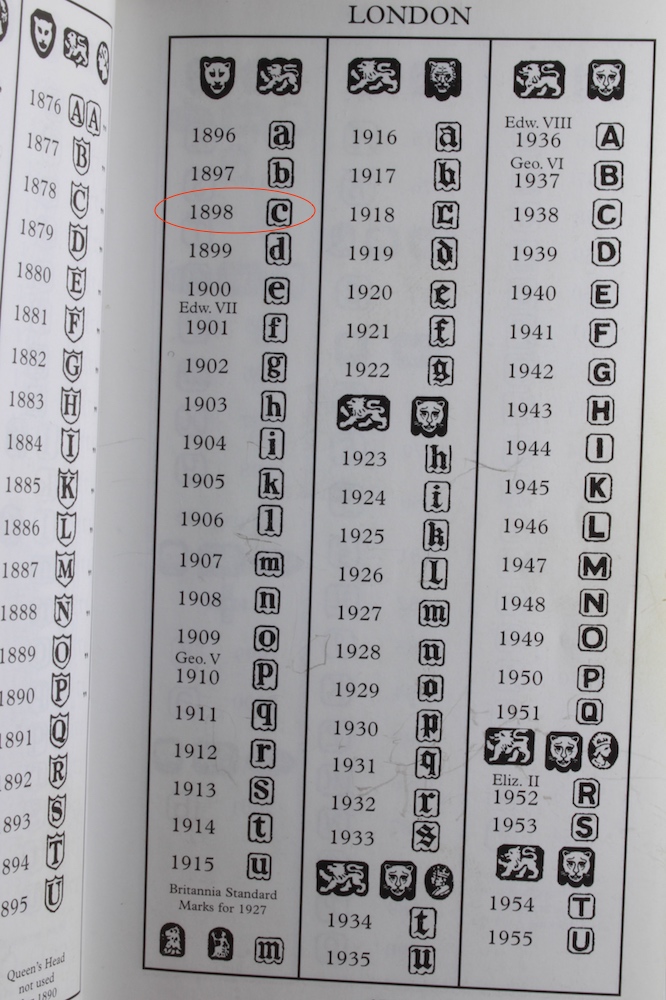 LONDON
1876 A A "
1877 B
1878 C
1879 D
1880 E
1881 F
1882 G
1883 H "
1884 I "
1885 K "
1886 L "
1887 M "
1888 N "
1889 O "
1890 P "
1891 Q
1892 R
893 S
894 T
895 U
Queen's Head
not used
1890
1896 a
1897 b
1898 c
1899 d
1900 e
Edw. VII
1901 f
1902 g
1903 h
1904 i
1905 k
1906 l
1907 m
1908 n
1909 o
Geo. V
1910 p
1911 q
1912 r
1913 s
1914 t
1915 u
Britannia Standard
Marks for 1927
m
1916 a
1917 b
1918 c
1919 d
1920 e
1921 f
1922 g
1923 h
1924 i
1925 k
1926 l
1927 m
1928 n
1929 o
1930 p
1931 q
1932 r
1933 s
1934 t
1935 u
Edw. VIII
1936 A
Geo. VI
1937 B
1938 C
1939 D
1940 E
1941 F
1942 G
1943 H
1944 I
1945 K
1946 L
1947 M
1948 N
1949 O
1950 P
1951 Q
Eliz. II
1952 R
1953 S
1954 T
1955 U